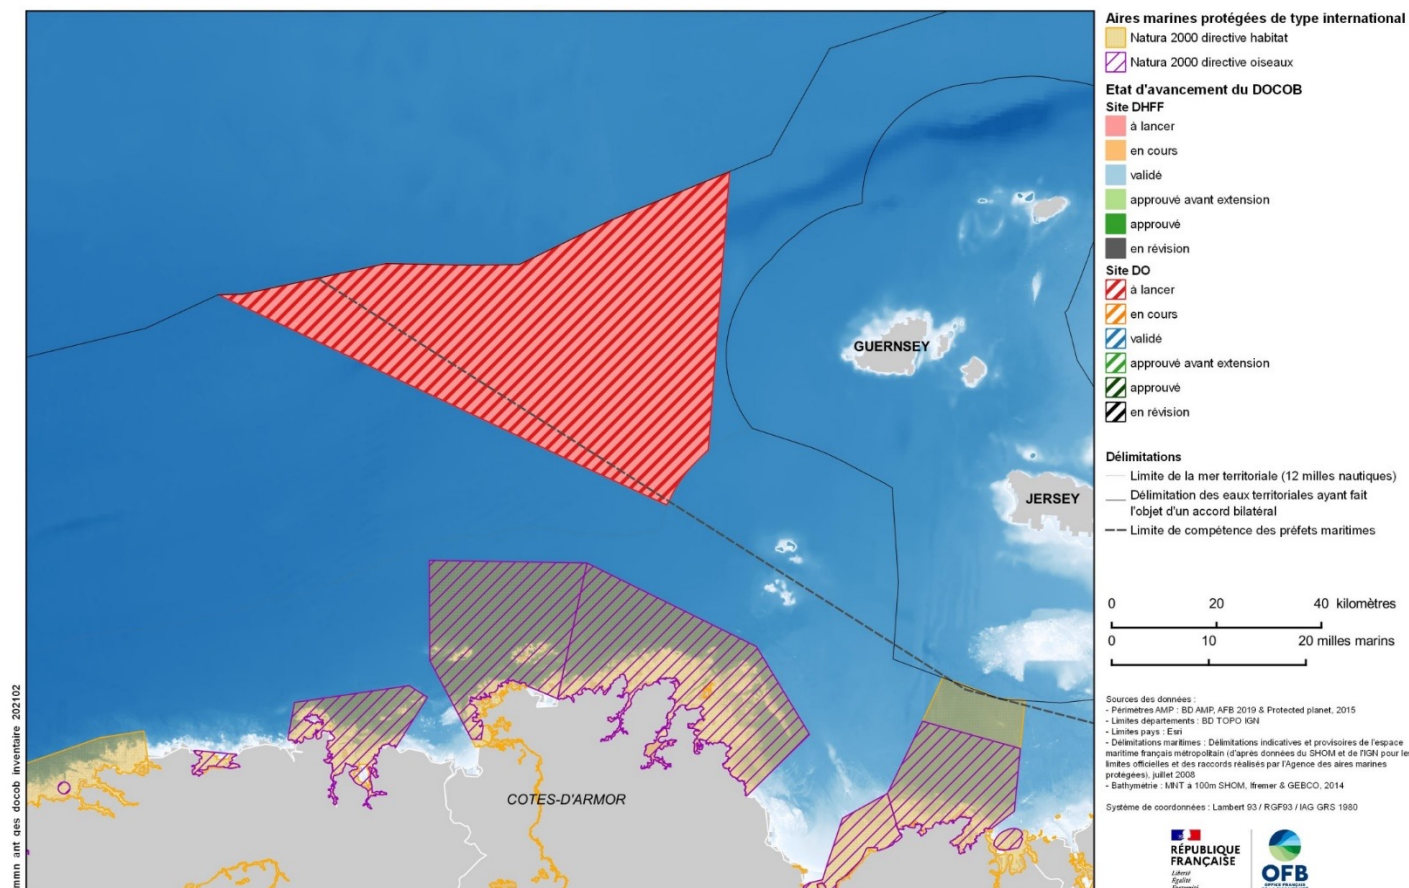 Aires marines protégées de type international
Natura 2000 directive habitat
Natura 2000 directive oiseaux
Etat d'avancement du DOCOB
Site DHFF
à lancer
en cours
validé
approuvé avant extension
approuvé
en révision
Site DO
à lancer
en cours
validé
approuvé avant extension
approuvé
en révision
Délimitations
Limite de la mer territoriale (12 milles nautiques)
Délimitation des eaux territoriales ayant fait
l'objet d'un accord bilatéral
Limite de compétence des préfets maritimes
0 20 40 kilomètres
0 10 20 milles marins
Sources des données :
- Périmètres AMP : BD AMP, AFB 2019 & Protected planet, 2015
- Limites départements : BD TOPO IGN
- Limites pays : Esri
- Délimitations maritimes : Délimitations indicatives et provisoires de l'espace
maritime français métropolitain (d'après données du SHOM et de l'IGN pour les
limites officielles et des raccords réalisés par l'Agence des aires marines
protégées), juillet 2008
- Bathymétrie : MNT à 100m SHOM, Ifremer & GEBCO, 2014
Système de coordonnées : Lambert 93 / RGF93 / IAG GRS 1980
RÉPUBLIQUE
FRANÇAISE
Liberté
Égalité
Fraternité
OFB
OFFICE FRANÇAIS
GUERNSEY
JERSEY
COTES-D'ARMOR
mmn ant ges docob inventaire 202102